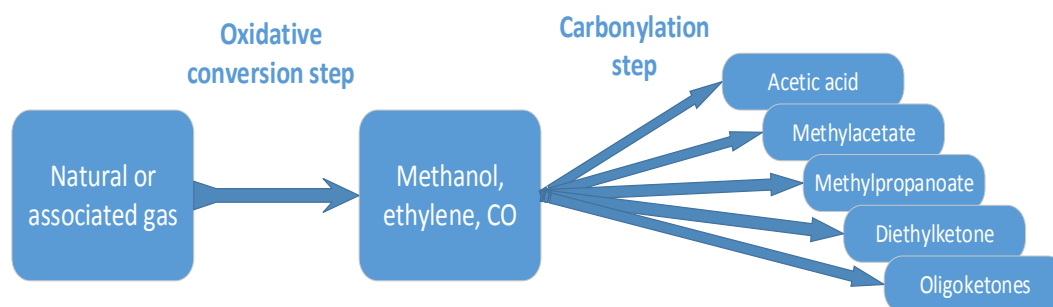 Oxidative
conversion step
Carbonylation
step
Natural or
associated gas
Methanol,
ethylene, CO
Acetic acid
Methylacetate
Methylpropanoate
Diethylketone
Oligoketones